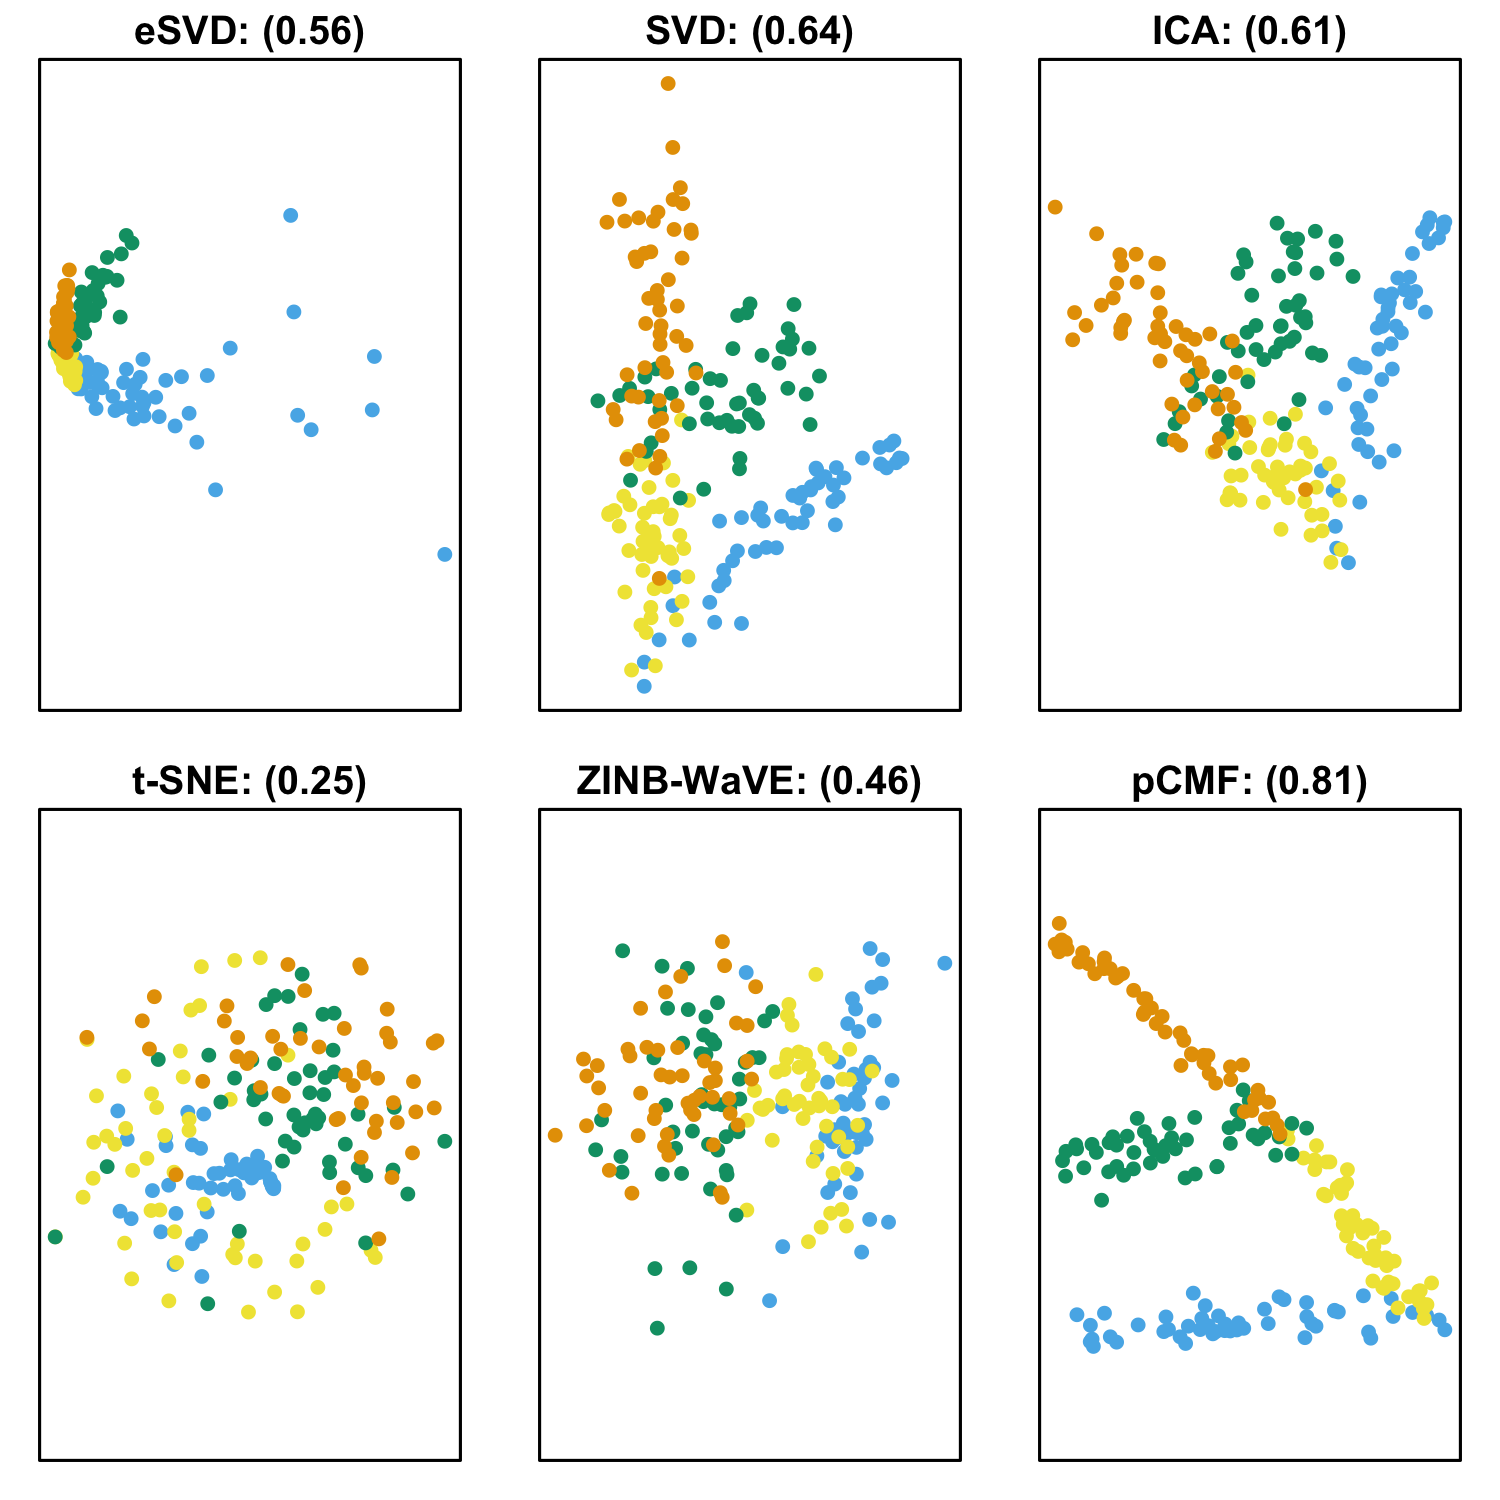 eSVD: (0.56)
SVD: (0.64)
ICA: (0.61)
t-SNE: (0.25)
ZINB-WaVE: (0.46)
pCMF: (0.81)